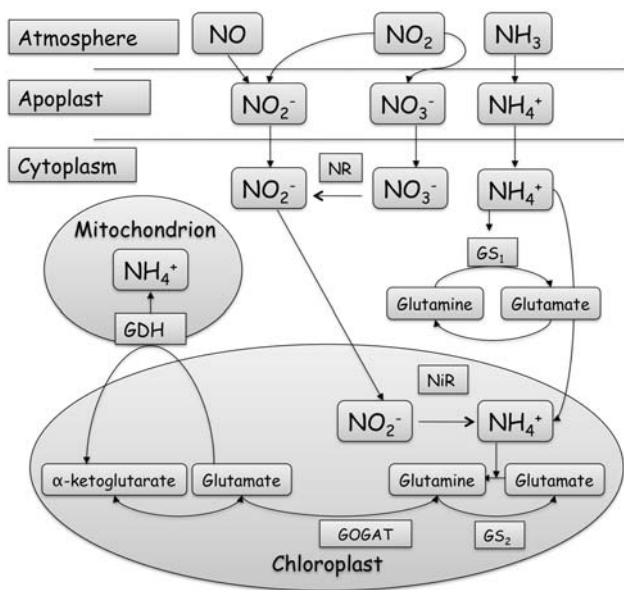 Atmosphere
NO
NO₂
NH₃
Apoplast
NO₂⁻
NO₃⁻
NH₄⁺
Cytoplasm
NO₂⁻
NR
NO₃⁻
NH₄⁺
Mitochondrion
NH₄⁺
GDH
GS₁
Glutamine
Glutamate
NiR
NO₂⁻
NH₄⁺
α-ketoglutarate
Glutamate
Glutamine
Glutamate
GOGAT
GS₂
Chloroplast